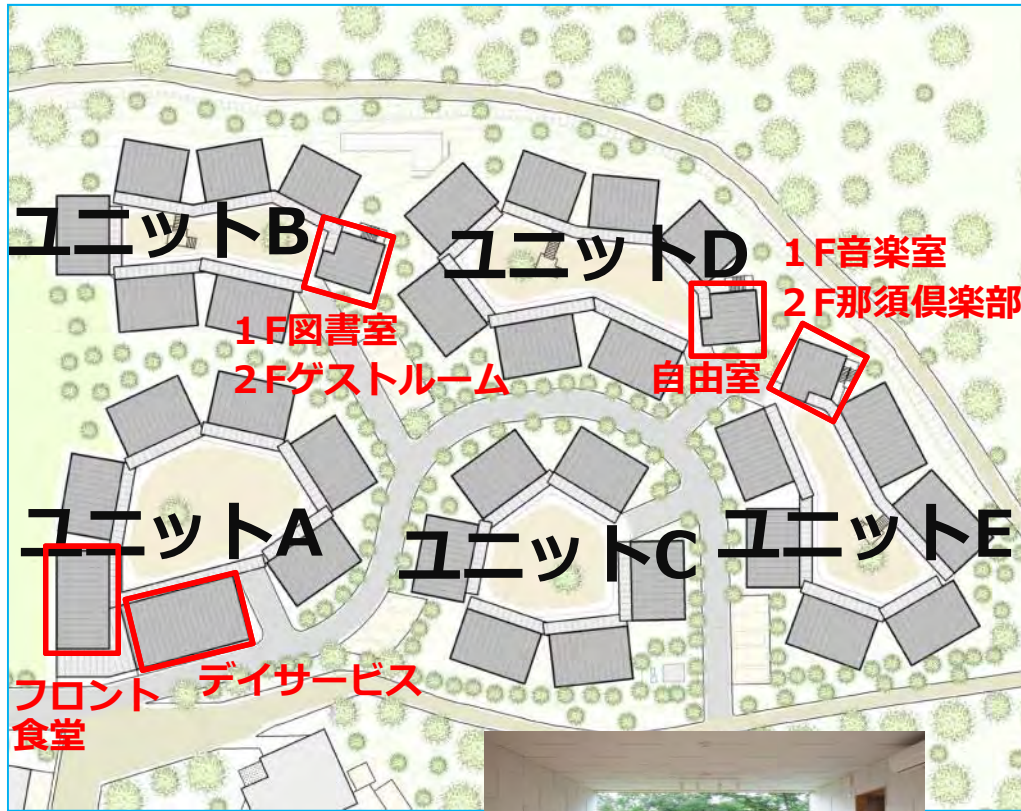 ユニットB
ユニットD
1F音楽室
2F那須倶楽部
1F図書室
2Fゲストルーム
自由室
ユニットA
ユニットC
ユニットE
デイサービス
フロント
食堂